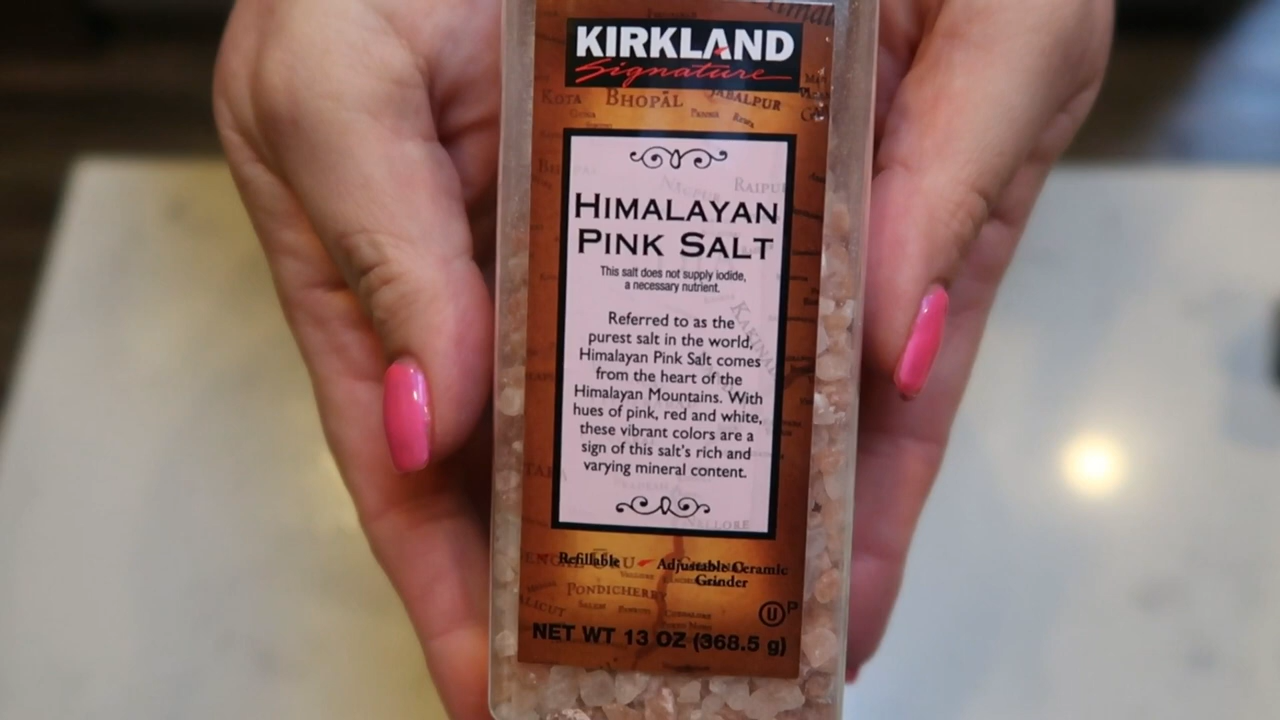 KIRKLAND
Signature
KOTA BHOPĀL JABALPUR
RAIPU
HIMALAYAN
PINK SALT
This salt does not supply iodide,
a necessary nutrient.
Referred to as the
purest salt in the world,
Himalayan Pink Salt comes
from the heart of the
Himalayan Mountains. With
hues of pink, red and white,
these vibrant colors are a
sign of this salt's rich and
varying mineral content.
NELLORE
Refillable Adjustable Ceramic
Grinder
PONDICHERRY
U P
NET WT 13 OZ (368.5 g)